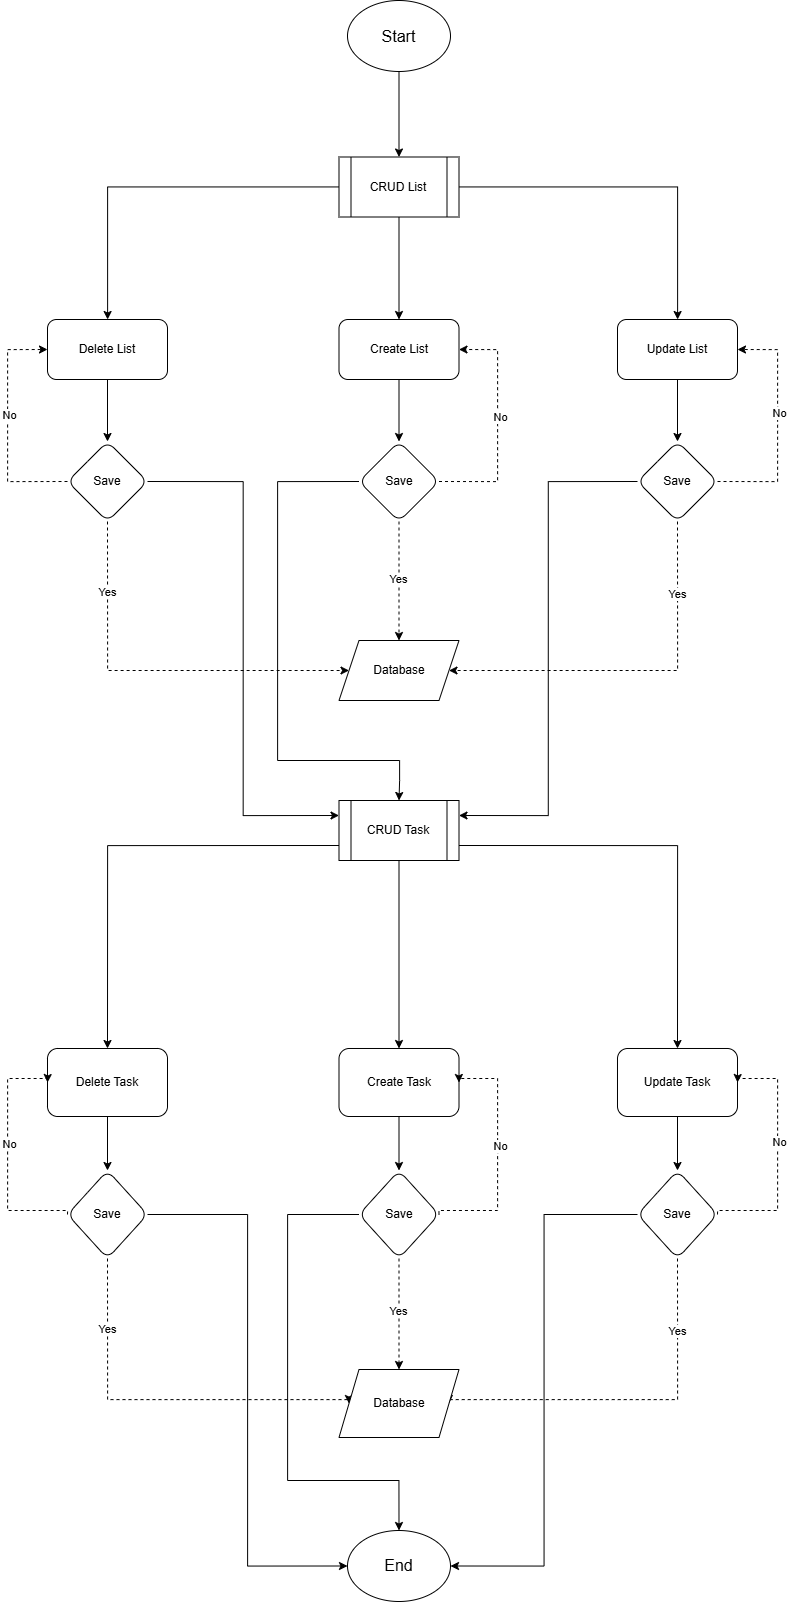 Start
CRUD List
Delete List
Create List
Update List
No
No
No
Save
Save
Save
Yes
Yes
Yes
Database
CRUD Task
Delete Task
Create Task
Update Task
No
No
No
Save
Save
Save
Yes
Yes
Yes
Database
End